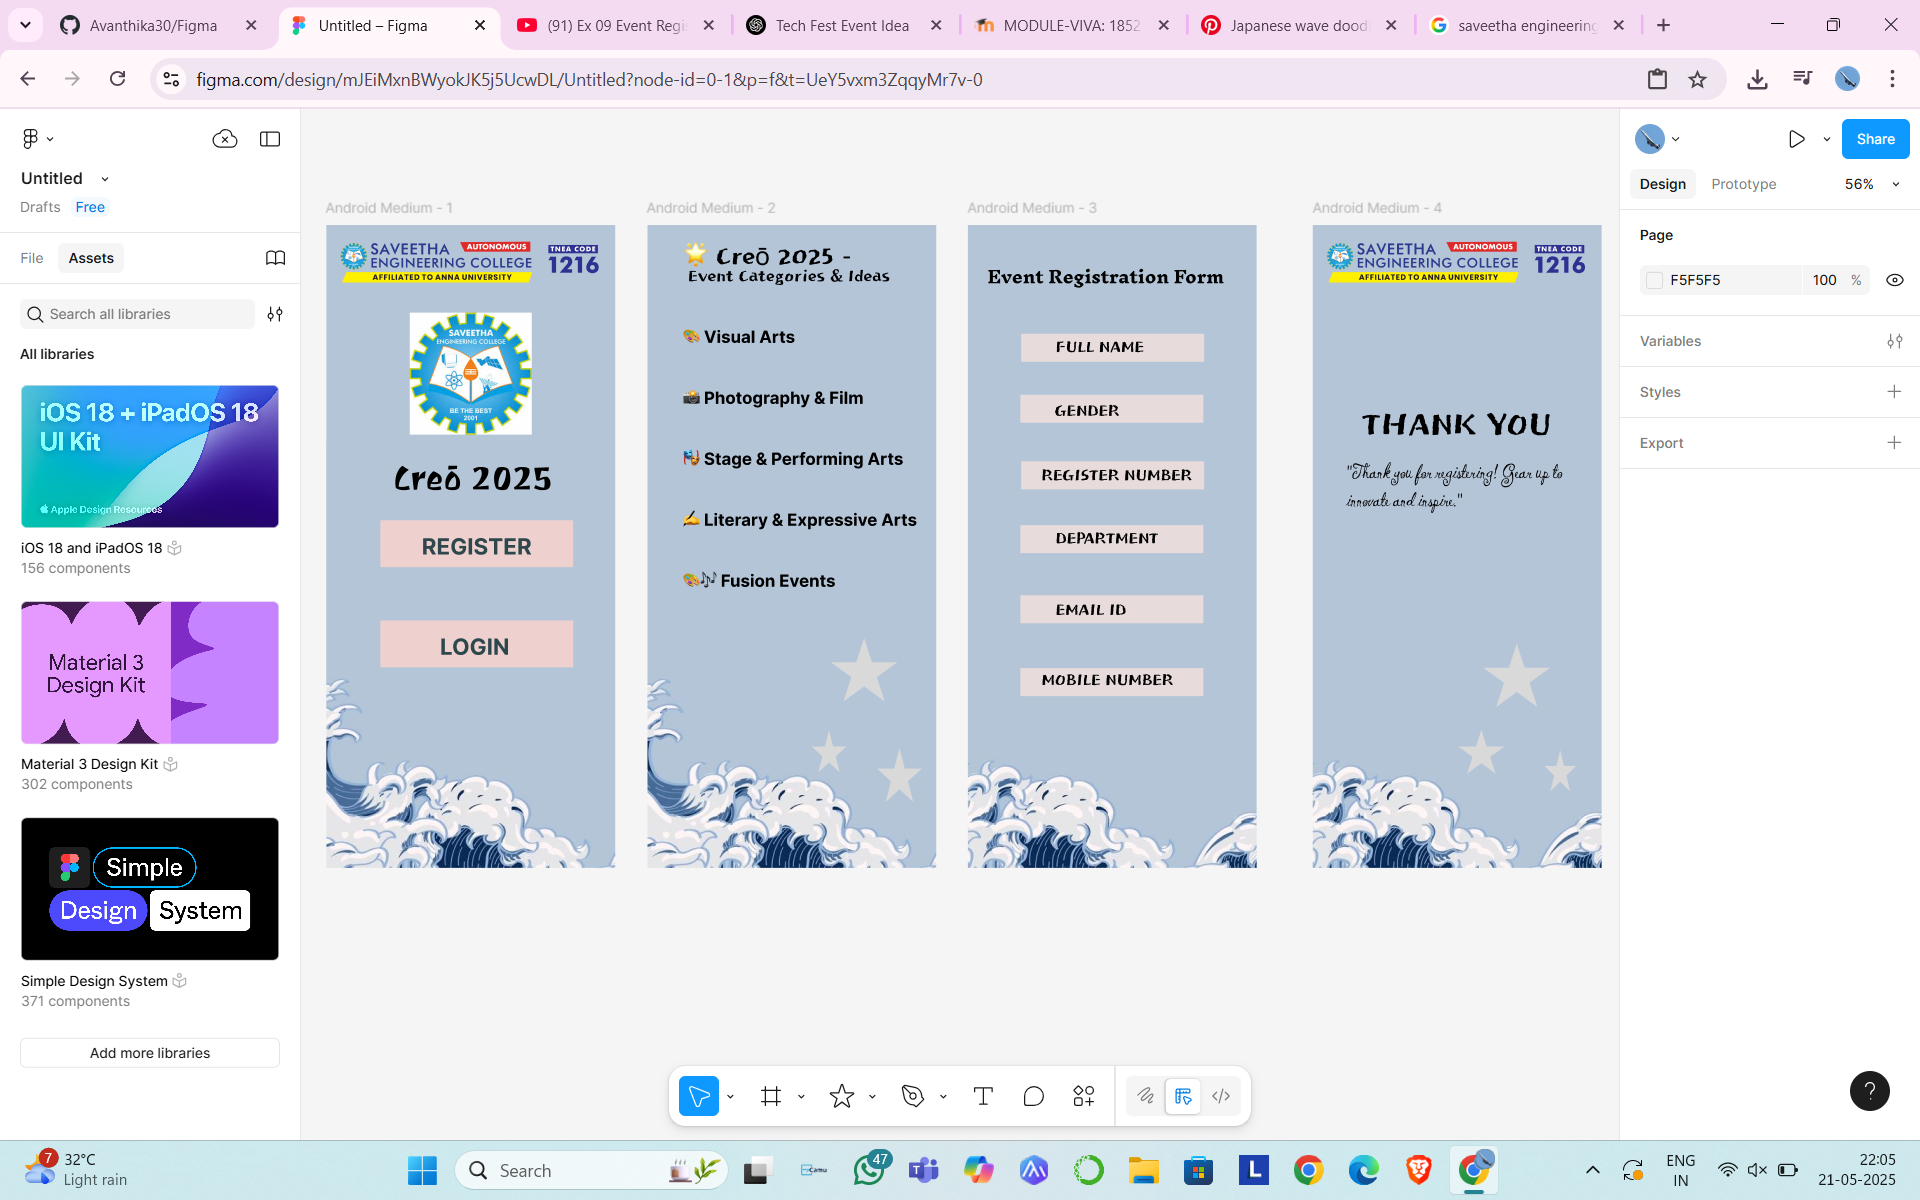 Avanthika30/Figma
Untitled – Figma
(91) Ex 09 Event Regi
Tech Fest Event Idea
MODULE-VIVA: 1852
Japanese wave dood
saveetha engineering
figma.com/design/mJEiMxnBWyokJK5j5UcwDL/Untitled?node-id=0-1&p=f&t=UeY5vxm3ZqqyMr7v-0
Untitled
Drafts Free
File Assets
Search all libraries
All libraries
iOS 18 + iPadOS 18
UI Kit
Apple Design Resources
iOS 18 and iPadOS 18
156 components
Material 3
Design Kit
Material 3 Design Kit
302 components
Simple
Design System
Simple Design System
371 components
Add more libraries
Android Medium - 1
SAVEETHA AUTONOMOUS
ENGINEERING COLLEGE
AFFILIATED TO ANNA UNIVERSITY
TNEA CODE
1216
SAVEETHA
ENGINEERING COLLEGE
BE THE BEST
2001
Creō 2025
REGISTER
LOGIN
Android Medium - 2
🌟 Creō 2025 -
Event Categories & Ideas
🎨 Visual Arts
📸 Photography & Film
🎭 Stage & Performing Arts
✍️ Literary & Expressive Arts
🎨🎶 Fusion Events
Android Medium - 3
Event Registration Form
FULL NAME
GENDER
REGISTER NUMBER
DEPARTMENT
EMAIL ID
MOBILE NUMBER
Android Medium - 4
SAVEETHA AUTONOMOUS
ENGINEERING COLLEGE
AFFILIATED TO ANNA UNIVERSITY
TNEA CODE
1216
THANK YOU
"Thank you for registering! Gear up to
innovate and inspire."
Share
Design Prototype 56%
Page
F5F5F5 100 %
Variables
Styles
Export
?
7
32°C
Light rain
Search
Camu
47
ENG
IN
22:05
21-05-2025